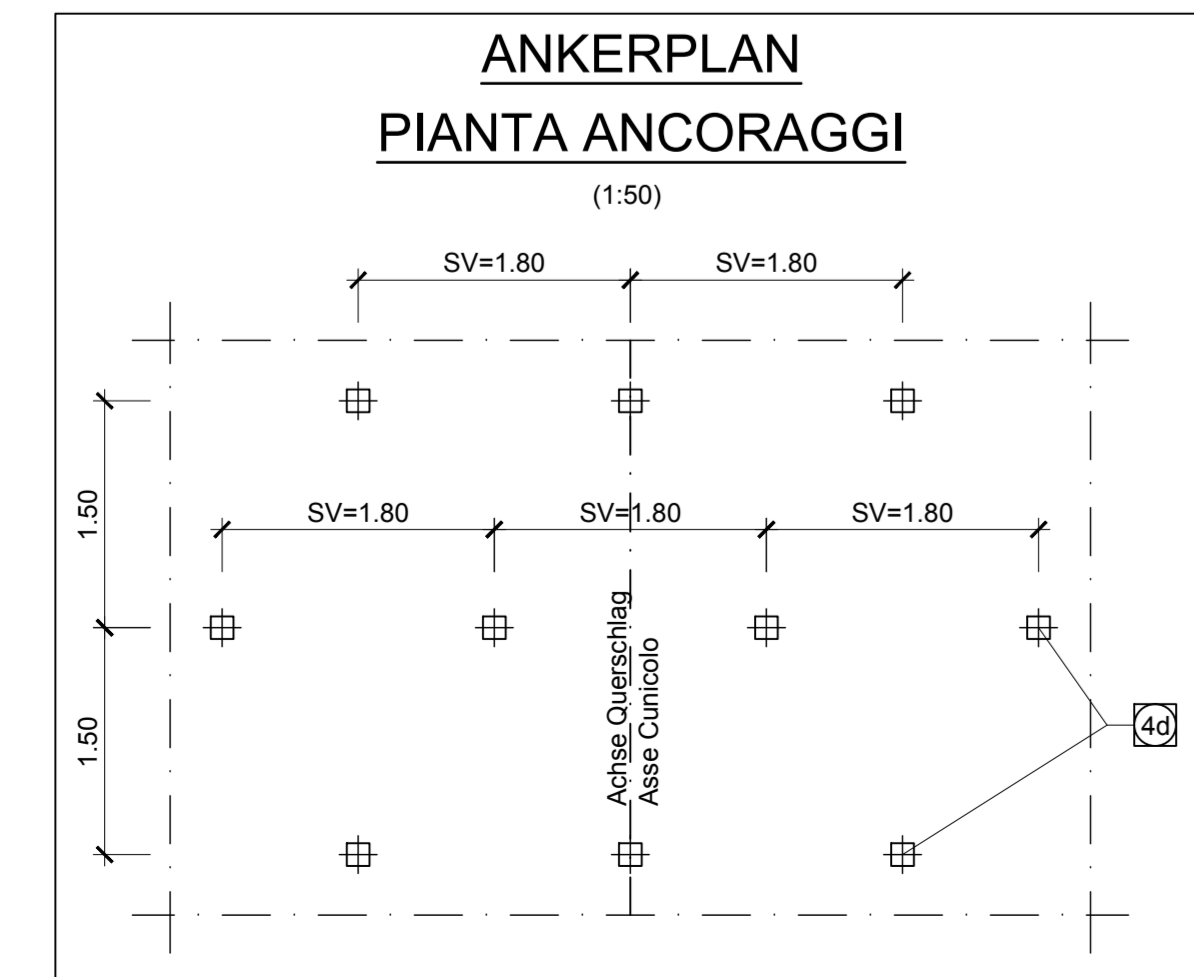 ANKERPLAN
PIANTA ANCORAGGI
(1:50)
SV=1.80
SV=1.80
1.50
SV=1.80
SV=1.80
SV=1.80
Achse Querschlag
Asse Cunicolo
1.50
4d